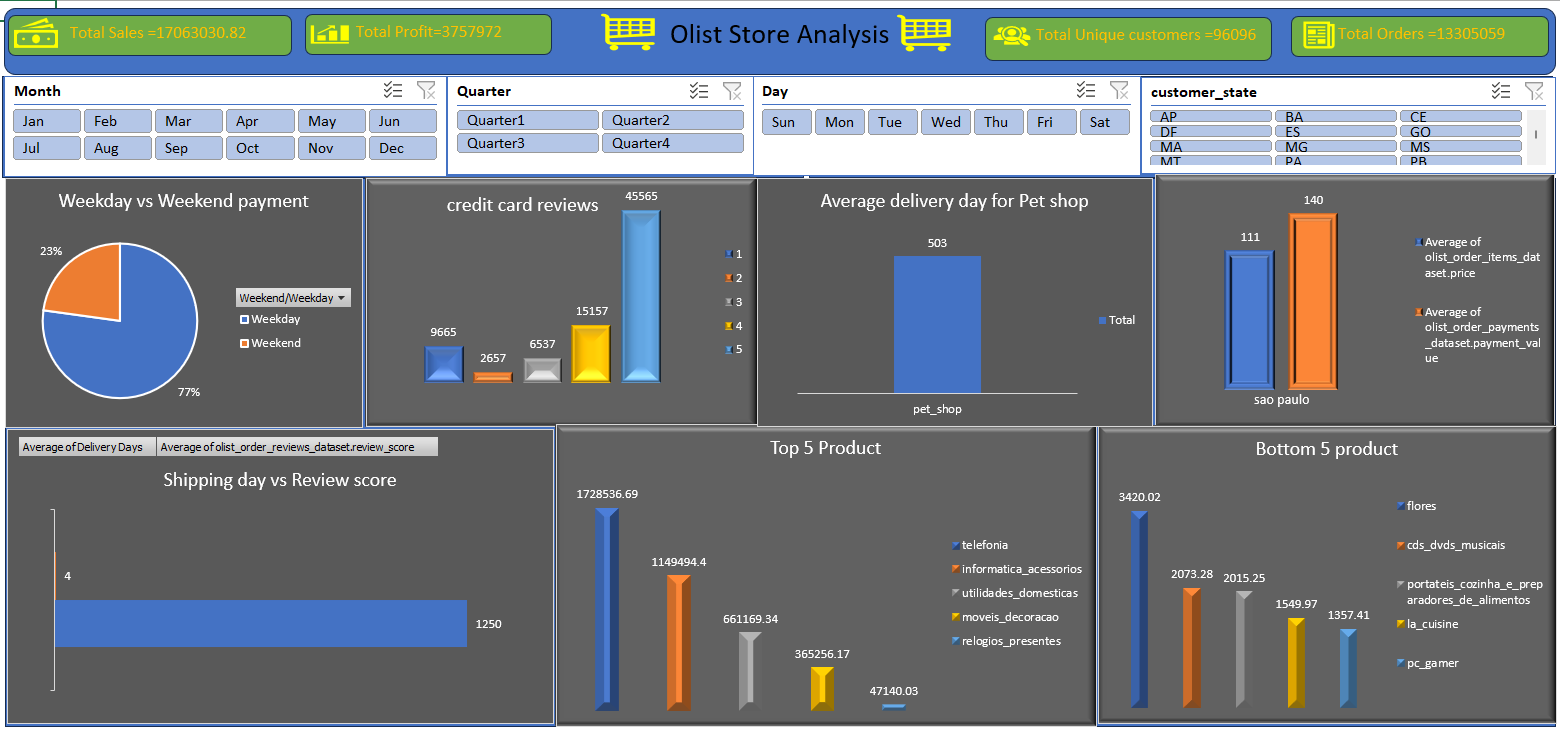 Total Sales =17063030.82
Total Profit=3757972
Olist Store Analysis
Total Unique customers =96096
Total Orders =13305059
Month
Jan Feb Mar Apr May Jun
Jul Aug Sep Oct Nov Dec
Quarter
Quarter1 Quarter2
Quarter3 Quarter4
Day
Sun Mon Tue Wed Thu Fri Sat
customer_state
AP BA CE
DF ES GO
MA MG MS
MT PA PB
Weekday vs Weekend payment
23%
77%
Weekend/Weekday
Weekday
Weekend
credit card reviews
9665
2657
6537
15157
45565
1
2
3
4
5
Average delivery day for Pet shop
503
pet_shop
Total
111
140
sao paulo
Average of
olist_order_items_dat
aset.price
Average of
olist_order_payments
_dataset.payment_val
ue
Average of Delivery Days
Average of olist_order_reviews_dataset.review_score
Shipping day vs Review score
4
1250
Top 5 Product
1728536.69
1149494.4
661169.34
365256.17
47140.03
telefonia
informatica_acessorios
utilidades_domesticas
moveis_decoracao
relogios_presentes
Bottom 5 product
3420.02
2073.28
2015.25
1549.97
1357.41
flores
cds_dvds_musicais
portateis_cozinha_e_prep
aradores_de_alimentos
la_cuisine
pc_gamer